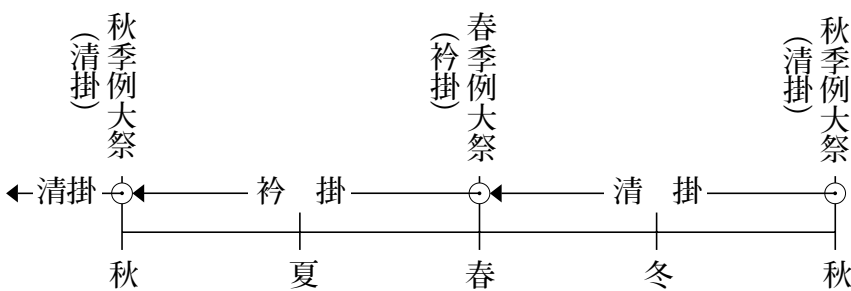 秋季例大祭
（清掛）
春季例大祭
（衿掛）
秋季例大祭
（清掛）
清掛
衿　掛
清　掛
秋
冬
春
夏
秋